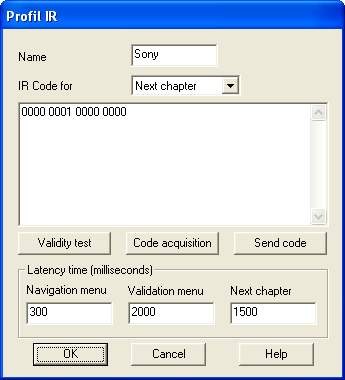 Profil IR
Name Sony
IR Code for Next chapter
0000 0001 0000 0000
Validity test Code acquisition Send code
Latency time (milliseconds)
Navigation menu Validation menu Next chapter
300 2000 1500
OK Cancel Help